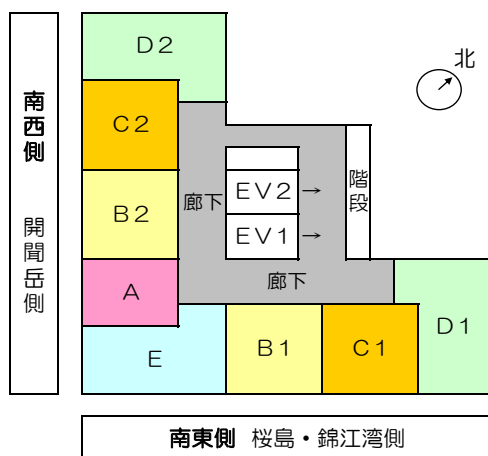 D2
北
南西側 開聞岳側
C2
廊下
EV2 →
階段
B2
EV1 →
A
廊下
D1
E
B1
C1
南東側 桜島・錦江湾側